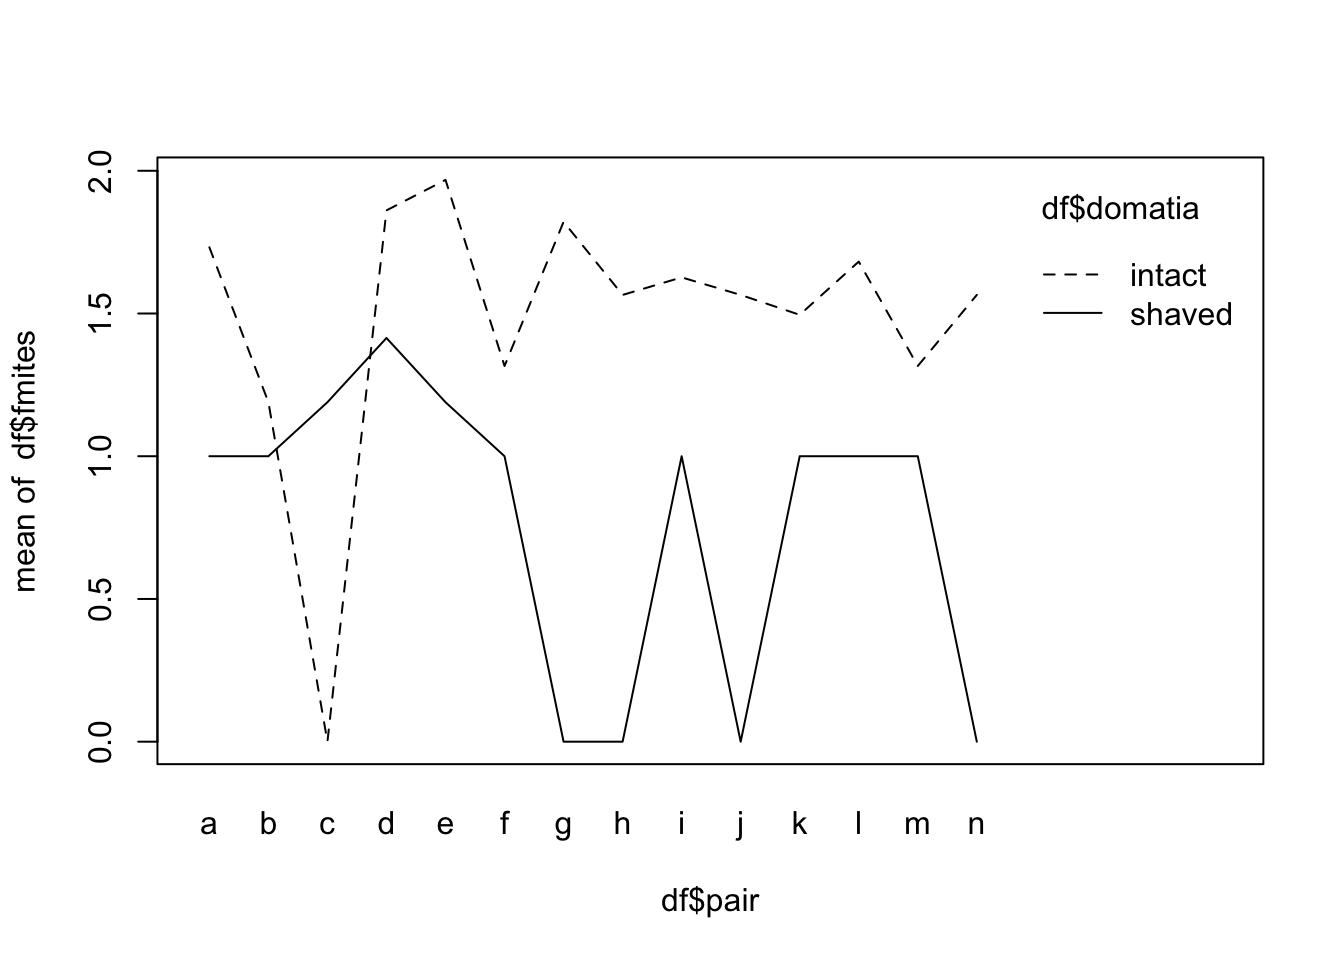 2.0
1.5
1.0
0.5
0.0
mean of  df$fmites
df$domatia
intact
shaved
a b c d e f g h i j k l m n
df$pair